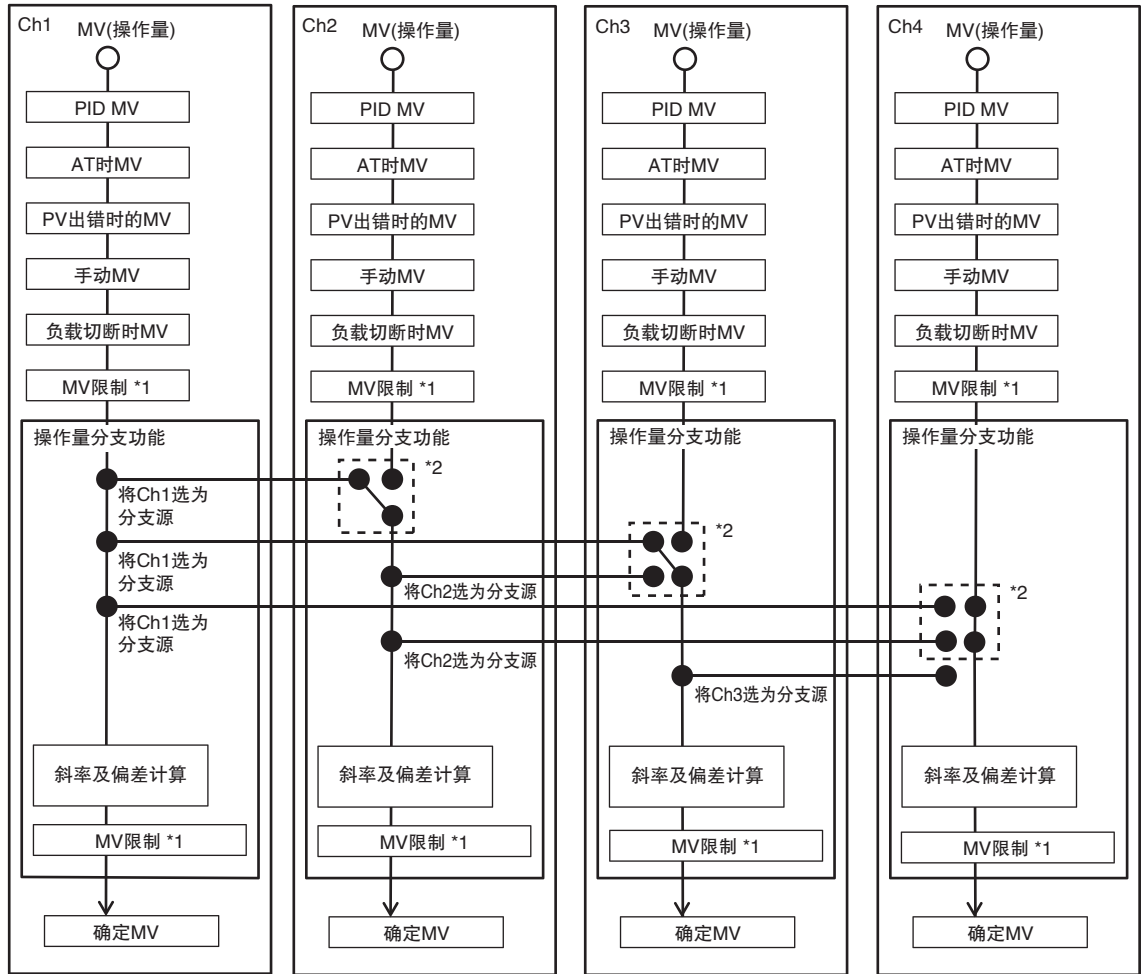 Ch1
MV(操作量)
PID MV
AT时MV
PV出错时的MV
手动MV
负载切断时MV
MV限制 *1
操作量分支功能
将Ch1选为
分支源
将Ch1选为
分支源
将Ch1选为
分支源
斜率及偏差计算
MV限制 *1
确定MV
Ch2
MV(操作量)
PID MV
AT时MV
PV出错时的MV
手动MV
负载切断时MV
MV限制 *1
操作量分支功能
*2
将Ch2选为分支源
将Ch2选为分支源
斜率及偏差计算
MV限制 *1
确定MV
Ch3
MV(操作量)
PID MV
AT时MV
PV出错时的MV
手动MV
负载切断时MV
MV限制 *1
操作量分支功能
*2
将Ch3选为分支源
斜率及偏差计算
MV限制 *1
确定MV
Ch4
MV(操作量)
PID MV
AT时MV
PV出错时的MV
手动MV
负载切断时MV
MV限制 *1
操作量分支功能
*2
斜率及偏差计算
MV限制 *1
确定MV